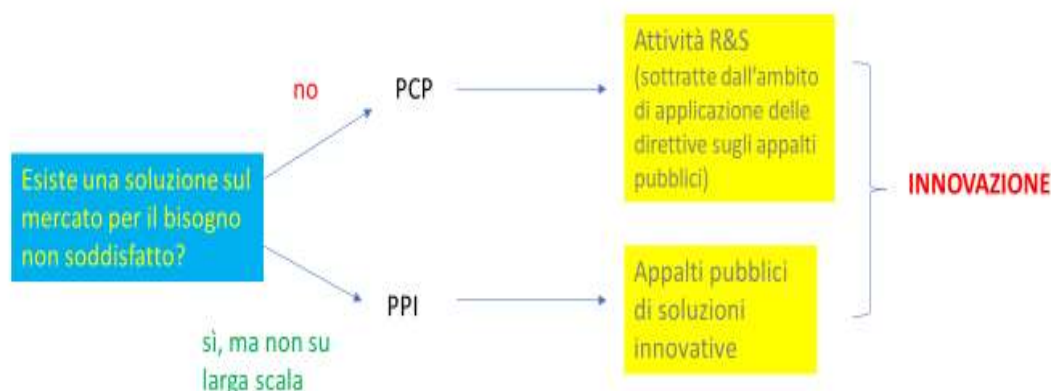 Esiste una soluzione sul
mercato per il bisogno
non soddisfatto?
no
PCP
Attività R&S
(sottratte dall'ambito
di applicazione delle
direttive sugli appalti
pubblici)
sì, ma non su
larga scala
PPI
Appalti pubblici
di soluzioni
innovative
INNOVAZIONE